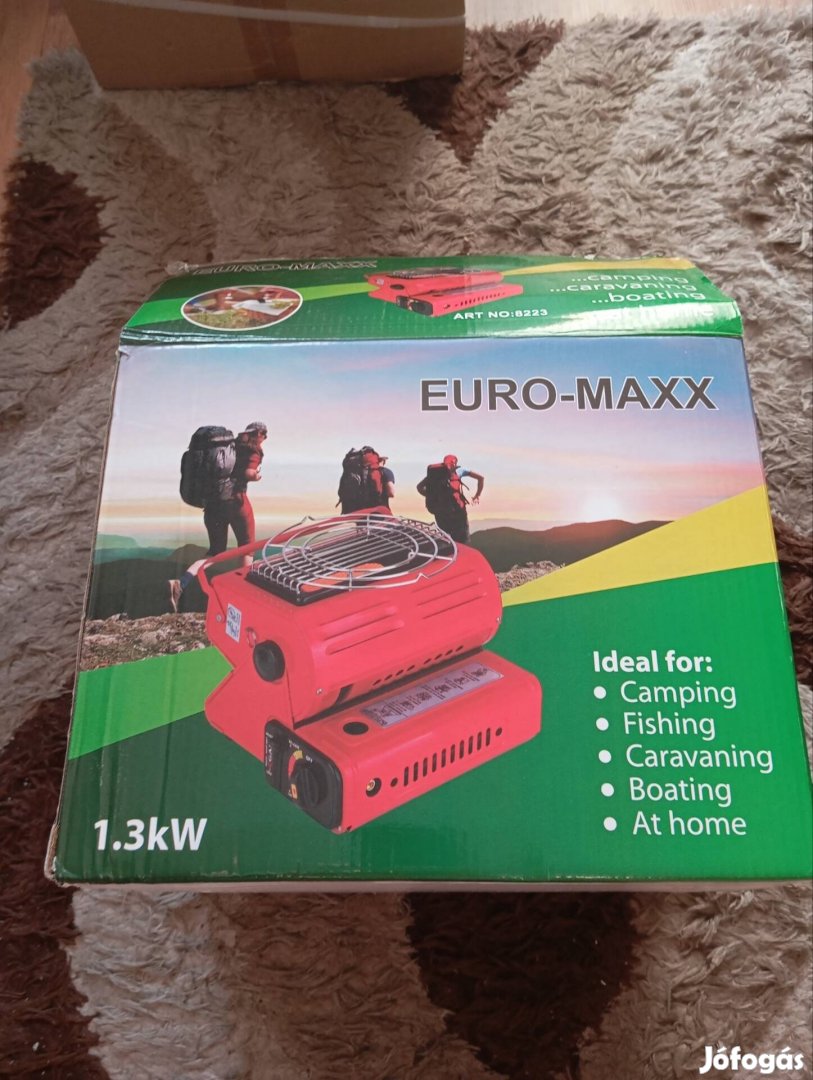 EURO-MAXX
...camping
...caravaning
...boating
ART NO:8223
EURO-MAXX
Ideal for:
• Camping
• Fishing
• Caravaning
• Boating
• At home
1.3kW
Jófogás